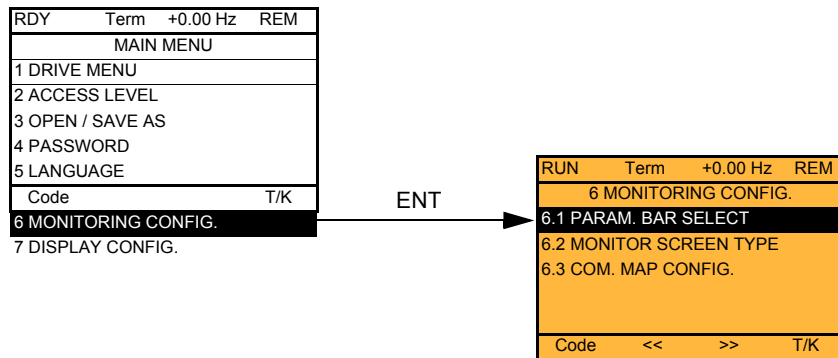 RDY Term +0.00 Hz REM
MAIN MENU
1 DRIVE MENU
2 ACCESS LEVEL
3 OPEN / SAVE AS
4 PASSWORD
5 LANGUAGE
Code T/K
6 MONITORING CONFIG.
7 DISPLAY CONFIG.
ENT
RUN Term +0.00 Hz REM
6 MONITORING CONFIG.
6.1 PARAM. BAR SELECT
6.2 MONITOR SCREEN TYPE
6.3 COM. MAP CONFIG.
Code << >> T/K